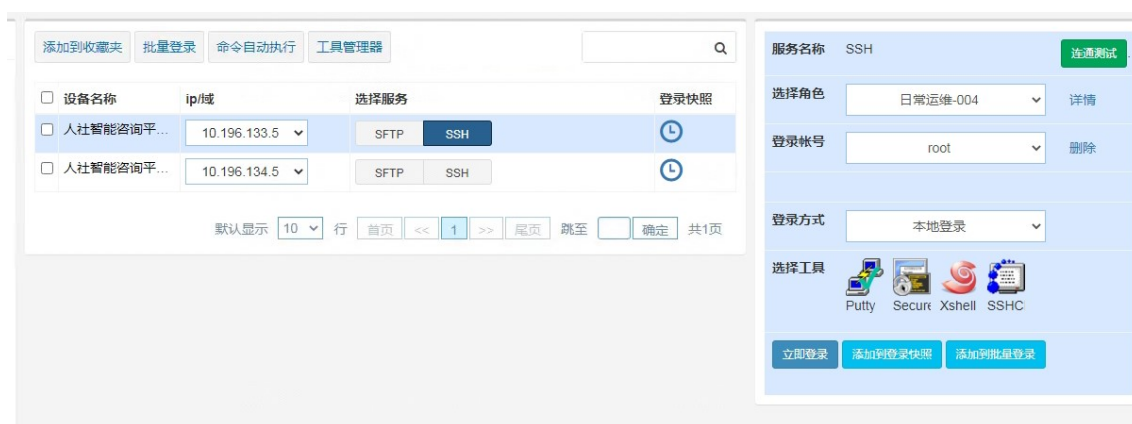 添加到收藏夹 批量登录 命令自动执行 工具管理器
设备名称 ip/域 选择服务 登录快照
人社智能咨询平... 10.196.133.5 SFTP SSH
人社智能咨询平... 10.196.134.5 SFTP SSH
默认显示 10 行 首页 << 1 >> 尾页 跳至 确定 共1页
服务名称 SSH 连通测试
选择角色 日常运维-004 详情
登录帐号 root 删除
登录方式 本地登录
选择工具
Putty Secure Xshell SSHC
立即登录 添加到登录快照 添加到批量登录